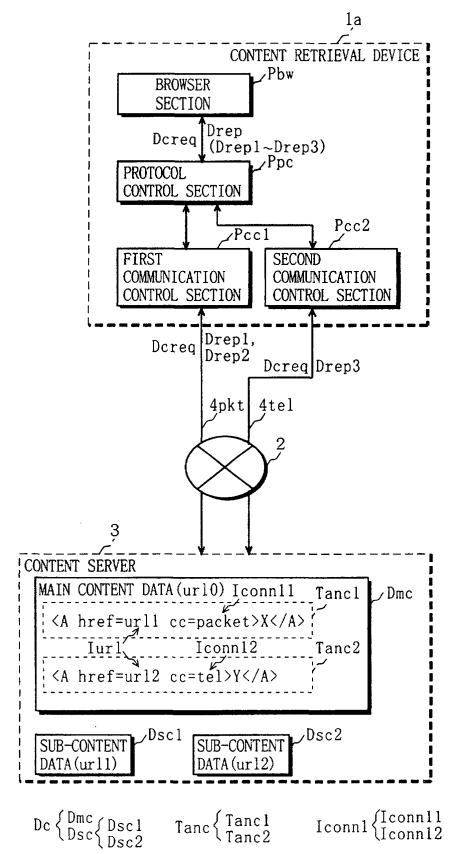 1a
CONTENT RETRIEVAL DEVICE
Pbw
BROWSER
SECTION
Dcreq
Drep
(Drep1~Drep3)
Ppc
PROTOCOL
CONTROL SECTION
Pcc1
Pcc2
FIRST
COMMUNICATION
CONTROL SECTION
SECOND
COMMUNICATION
CONTROL SECTION
Dcreq
Drep1,
Drep2
Dcreq
Drep3
4pkt
4tel
2
3
CONTENT SERVER
MAIN CONTENT DATA(url0)
Iconn11
Tanc1
Dmc
<A href=url1 cc=packet>X</A>
Iurl
Iconn12
Tanc2
<A href=url2 cc=tel>Y</A>
Dsc1
Dsc2
SUB-CONTENT
DATA(url1)
SUB-CONTENT
DATA(url2)
Dc { Dmc
Dsc { Dsc1
Dsc2
Tanc { Tanc1
Tanc2
Iconn1 { Iconn11
Iconn12